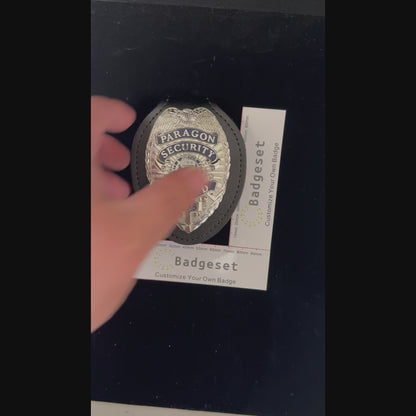 PARAGON
SECURITY
Badgeset
Customize Your Own Badge
Badgeset
Customize Your Own Badge